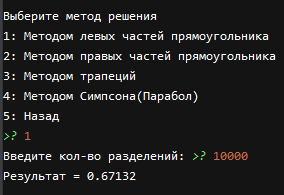 Выберите метод решения
1: Методом левых частей прямоугольника
2: Методом правых частей прямоугольника
3: Методом трапеций
4: Методом Симпсона(Парабол)
5: Назад
>? 1
Введите кол-во разделений: >? 10000
Результат = 0.67132